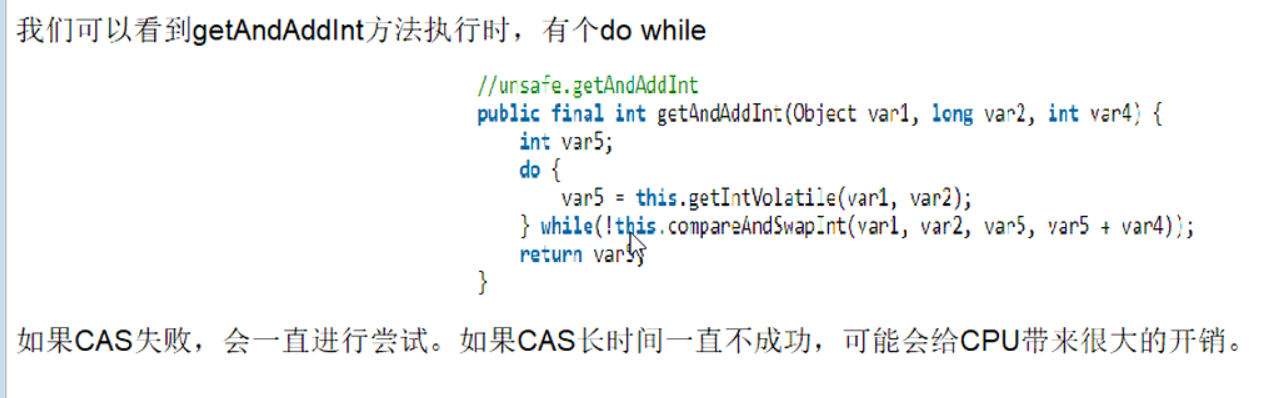 我们可以看到getAndAddInt方法执行时，有个do while
//unsafe.getAndAddInt
public final int getAndAddInt(Object var1, long var2, int var4) {
int var5;
do {
var5 = this.getIntVolatile(var1, var2);
} while(!this.compareAndSwapInt(var1, var2, var5, var5 + var4));
return var5;
}
如果CAS失败，会一直进行尝试。如果CAS长时间一直不成功，可能会给CPU带来很大的开销。